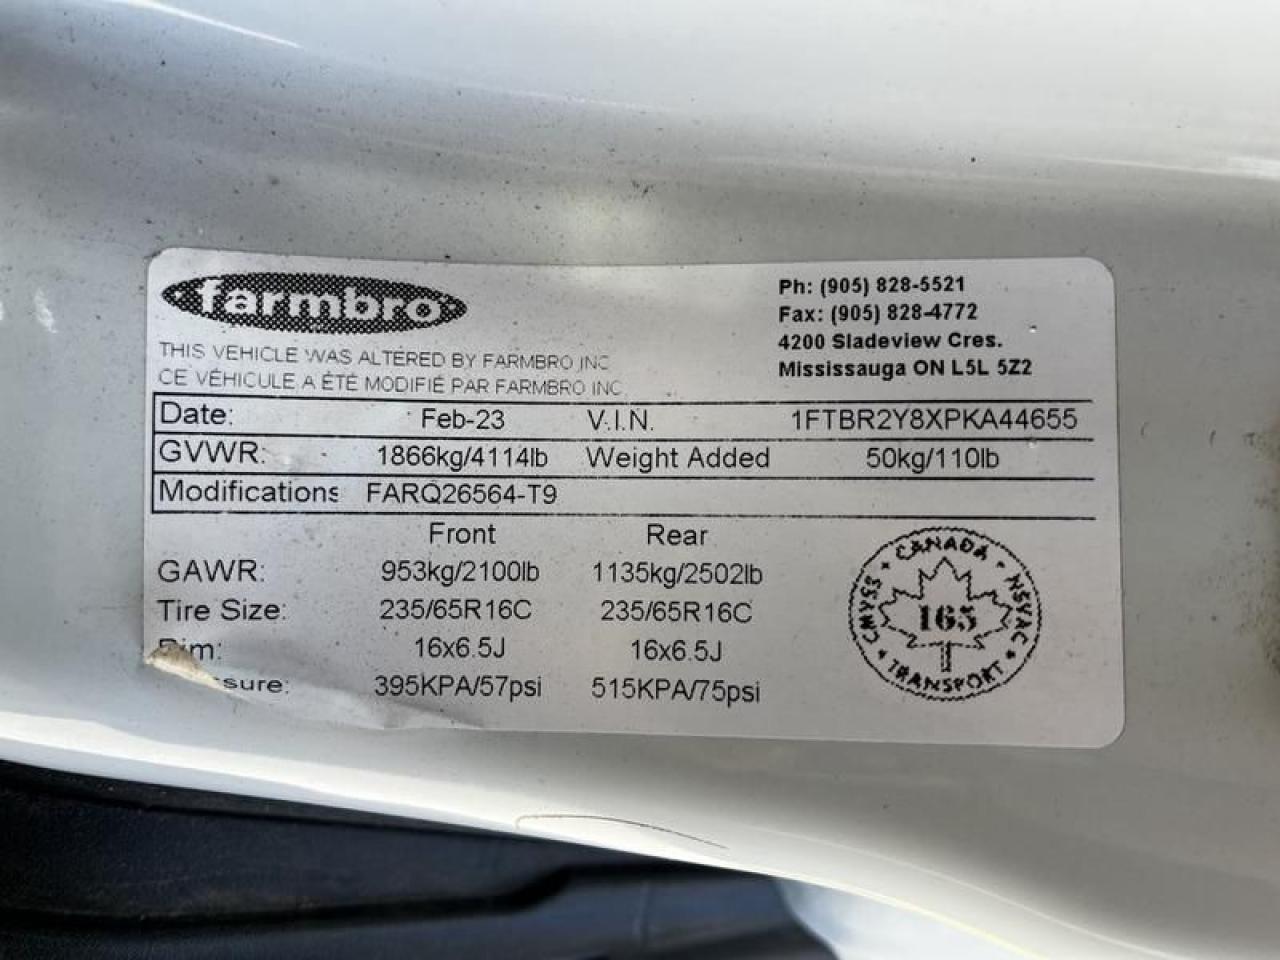 farmbro
THIS VEHICLE WAS ALTERED BY FARMBRO INC
CE VÉHICULE A ÉTÉ MODIFIÉ PAR FARMBRO INC
Ph: (905) 828-5521
Fax: (905) 828-4772
4200 Sladeview Cres.
Mississauga ON L5L 5Z2
Date: Feb-23 V.I.N. 1FTBR2Y8XPKA44655
GVWR: 1866kg/4114lb Weight Added 50kg/110lb
Modifications FARQ26564-T9
Front Rear
GAWR: 953kg/2100lb 1135kg/2502lb
Tire Size: 235/65R16C 235/65R16C
16x6.5J 16x6.5J
395KPA/57psi 515KPA/75psi
CANADA
NSVAC
TRANSPORT
CMVSS
165